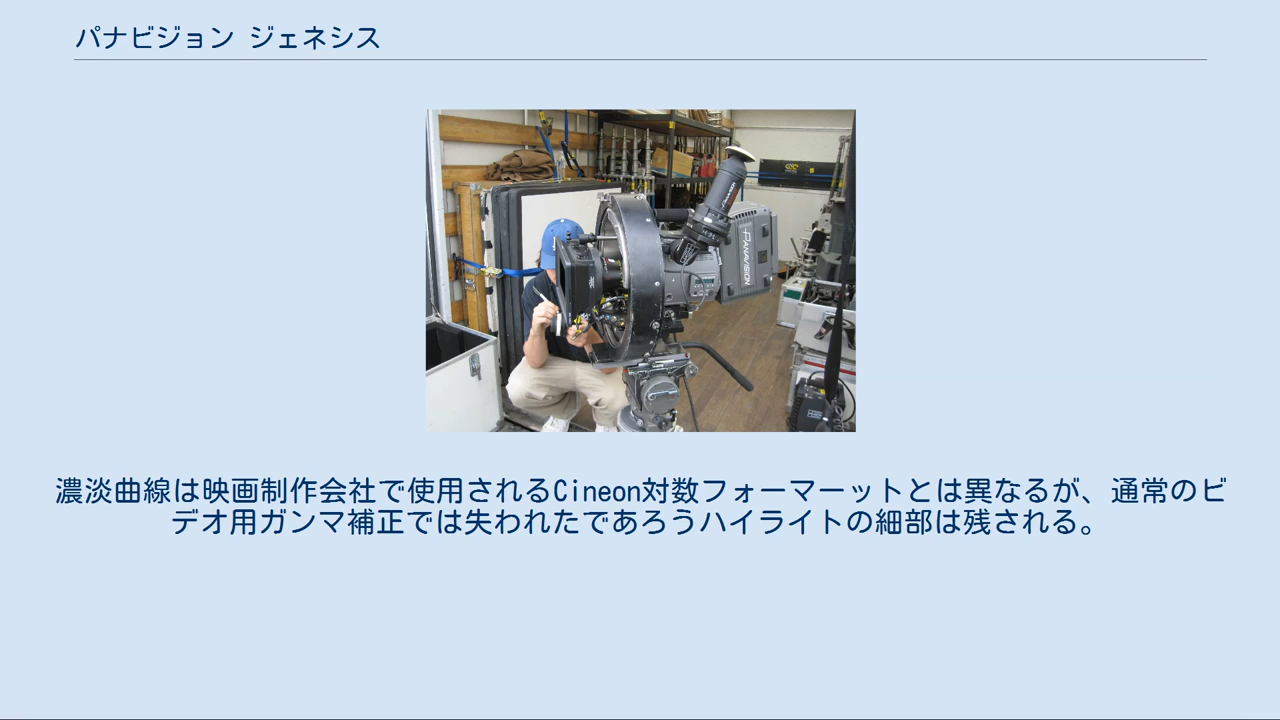 パナビジョン ジェネシス
PANAVISION
濃淡曲線は映画制作会社で使用されるCineon対数フォーマーットとは異なるが、通常のビ
デオ用ガンマ補正では失われたであろうハイライトの細部は残される。